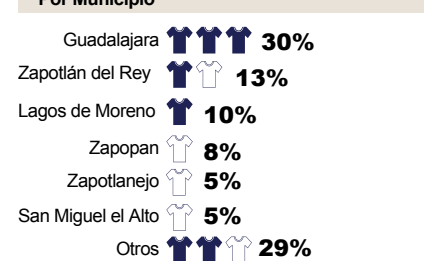 Por Municipio
Guadalajara 30%
Zapotlán del Rey 13%
Lagos de Moreno 10%
Zapopan 8%
Zapotlanejo 5%
San Miguel el Alto 5%
Otros 29%